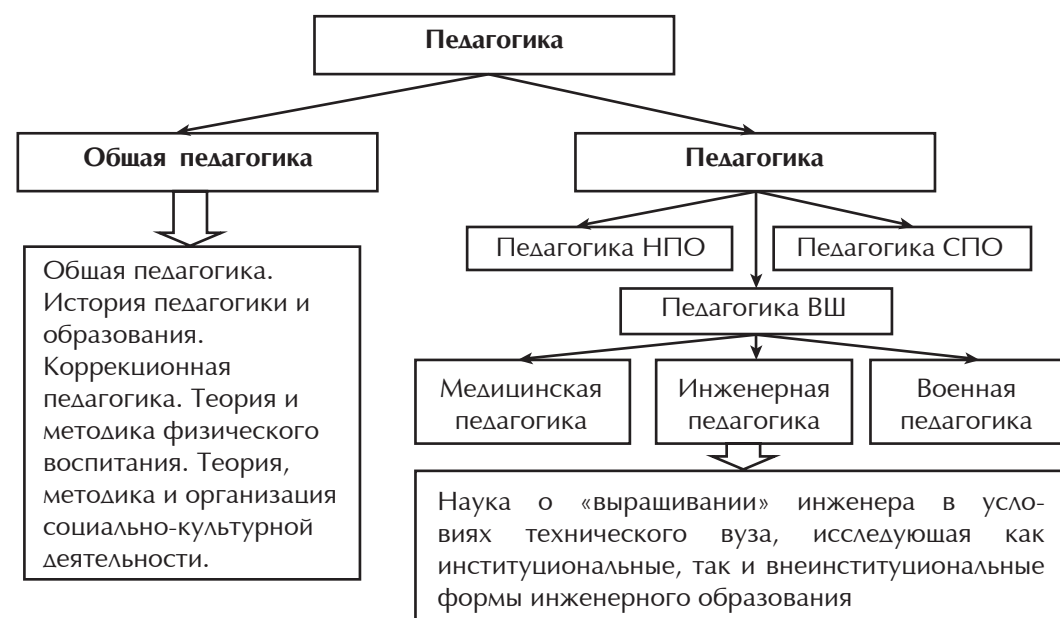 Педагогика
Общая педагогика
Общая педагогика.
История педагогики и
образования.
Коррекционная
педагогика. Теория и
методика физического
воспитания. Теория,
методика и организация
социально-культурной
деятельности.
Педагогика
Педагогика НПО
Педагогика СПО
Педагогика ВШ
Медицинская
педагогика
Инженерная
педагогика
Военная
педагогика
Наука о «выращивании» инженера в усло-
виях технического вуза, исследующая как
институциональные, так и внеинституциональные
формы инженерного образования